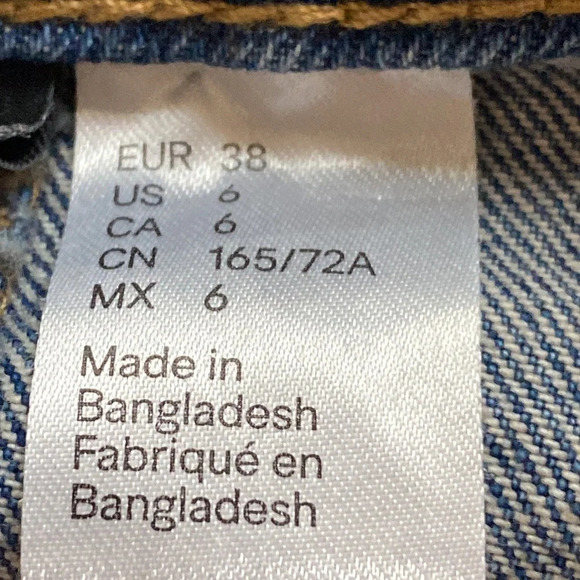 EUR 38
US 6
CA 6
CN 165/72A
MX 6
Made in
Bangladesh
Fabriqué en
Bangladesh